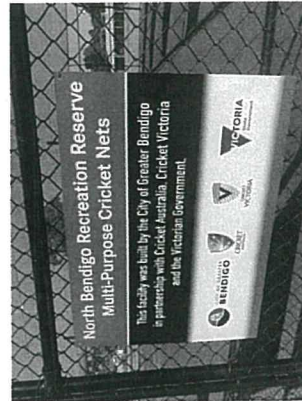 North Bendigo Recreation Reserve
Multi-Purpose Cricket Nets
This facility was built by the City of Greater Bendigo
in partnership with Cricket Australia, Cricket Victoria
and the Victorian Government.
BENDIGO
CRICKET
VICTORIA
VICTORIA